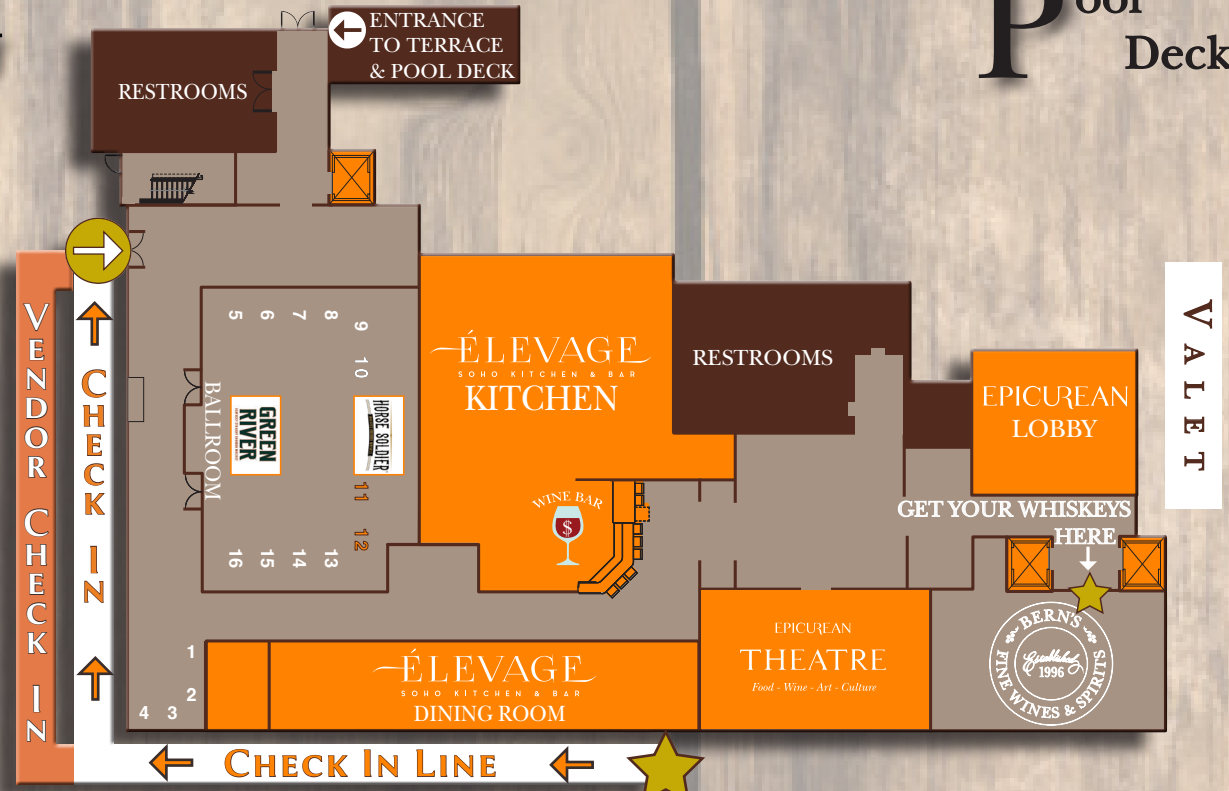 ENTRANCE
TO TERRACE
& POOL DECK
Pool
Deck
RESTROOMS
VENDOR CHECK IN
CHECK IN
5
6
7
8
9
10
BALLROOM
GREEN
RIVER
HORSE SOLDIER
11
12
16
15
14
13
ÉLEVAGE
SOHO KITCHEN & BAR
KITCHEN
WINE BAR
$
RESTROOMS
EPICUREAN
LOBBY
VALET
GET YOUR WHISKEYS
HERE
BERN'S
Established
1996
FINE WINES & SPIRITS
EPICUREAN
THEATRE
Food - Wine - Art - Culture
1
2
4 3
ÉLEVAGE
SOHO KITCHEN & BAR
DINING ROOM
CHECK IN LINE